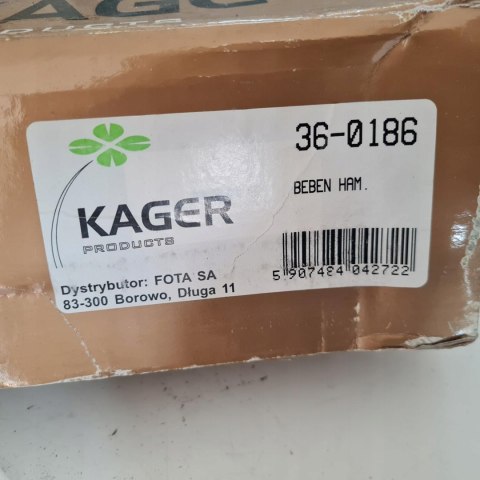 KAGER
PRODUCTS
36-0186
BEBEN HAM.
5 907484 042722
Dystrybutor: FOTA SA
83-300 Borowo, Długa 11